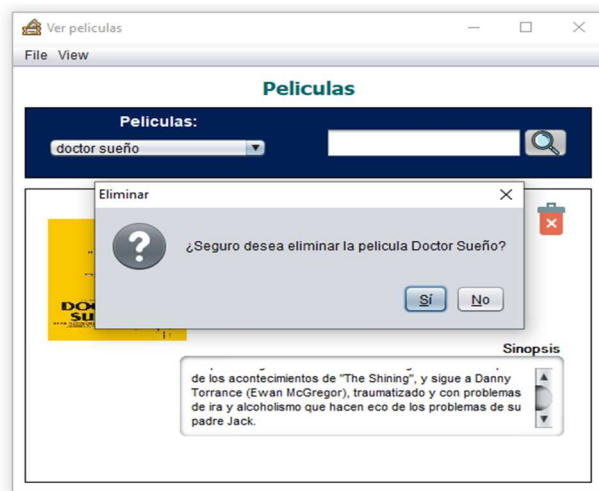 Ver peliculas
File View
Peliculas
Peliculas:
doctor sueño
Eliminar
¿Seguro desea eliminar la pelicula Doctor Sueño?
Sí No
Sinopsis
de los acontecimientos de "The Shining", y sigue a Danny
Torrance (Ewan McGregor), traumatizado y con problemas
de ira y alcoholismo que hacen eco de los problemas de su
padre Jack.